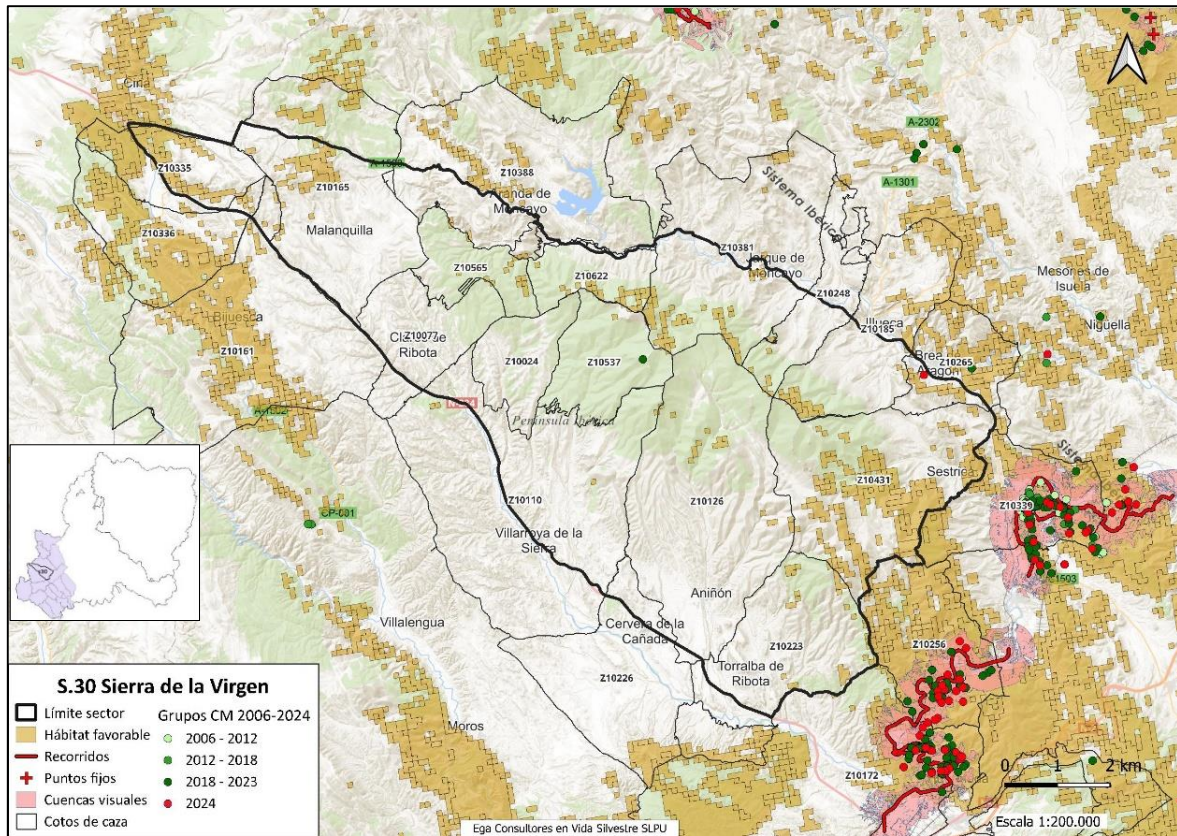 Ciria
A-2302
A-1301
Z10335
Z10165
Z10388
Aranda de
Moncayo
Sistema Ibérico
Z10336
Malanquilla
Z10381
Jarque de
Moncayo
Z10565
Z10622
Mesones de
Isuela
Z10248
Illueca
Z10185
Nigüella
Bijuesca
Z10161
Z10077
Clarés de
Ribota
Z10024
Z10537
Brea
Aragón
Z10265
Península Ibérica
Sestrica
Z10431
Z10110
Z10126
Z10339
CP-001
Villarroya de la
Sierra
1503
Villalengua
Aniñón
Cervera de la
Cañada
Z10223
Z10256
Torralba de
Ribota
Z10226
Moros
Z10172
S.30 Sierra de la Virgen
Límite sector
Hábitat favorable
Recorridos
Puntos fijos
Cuencas visuales
Cotos de caza
Grupos CM 2006-2024
2006 - 2012
2012 - 2018
2018 - 2023
2024
0 1 2 km
Escala 1:200.000
Ega Consultores en Vida Silvestre SLPU